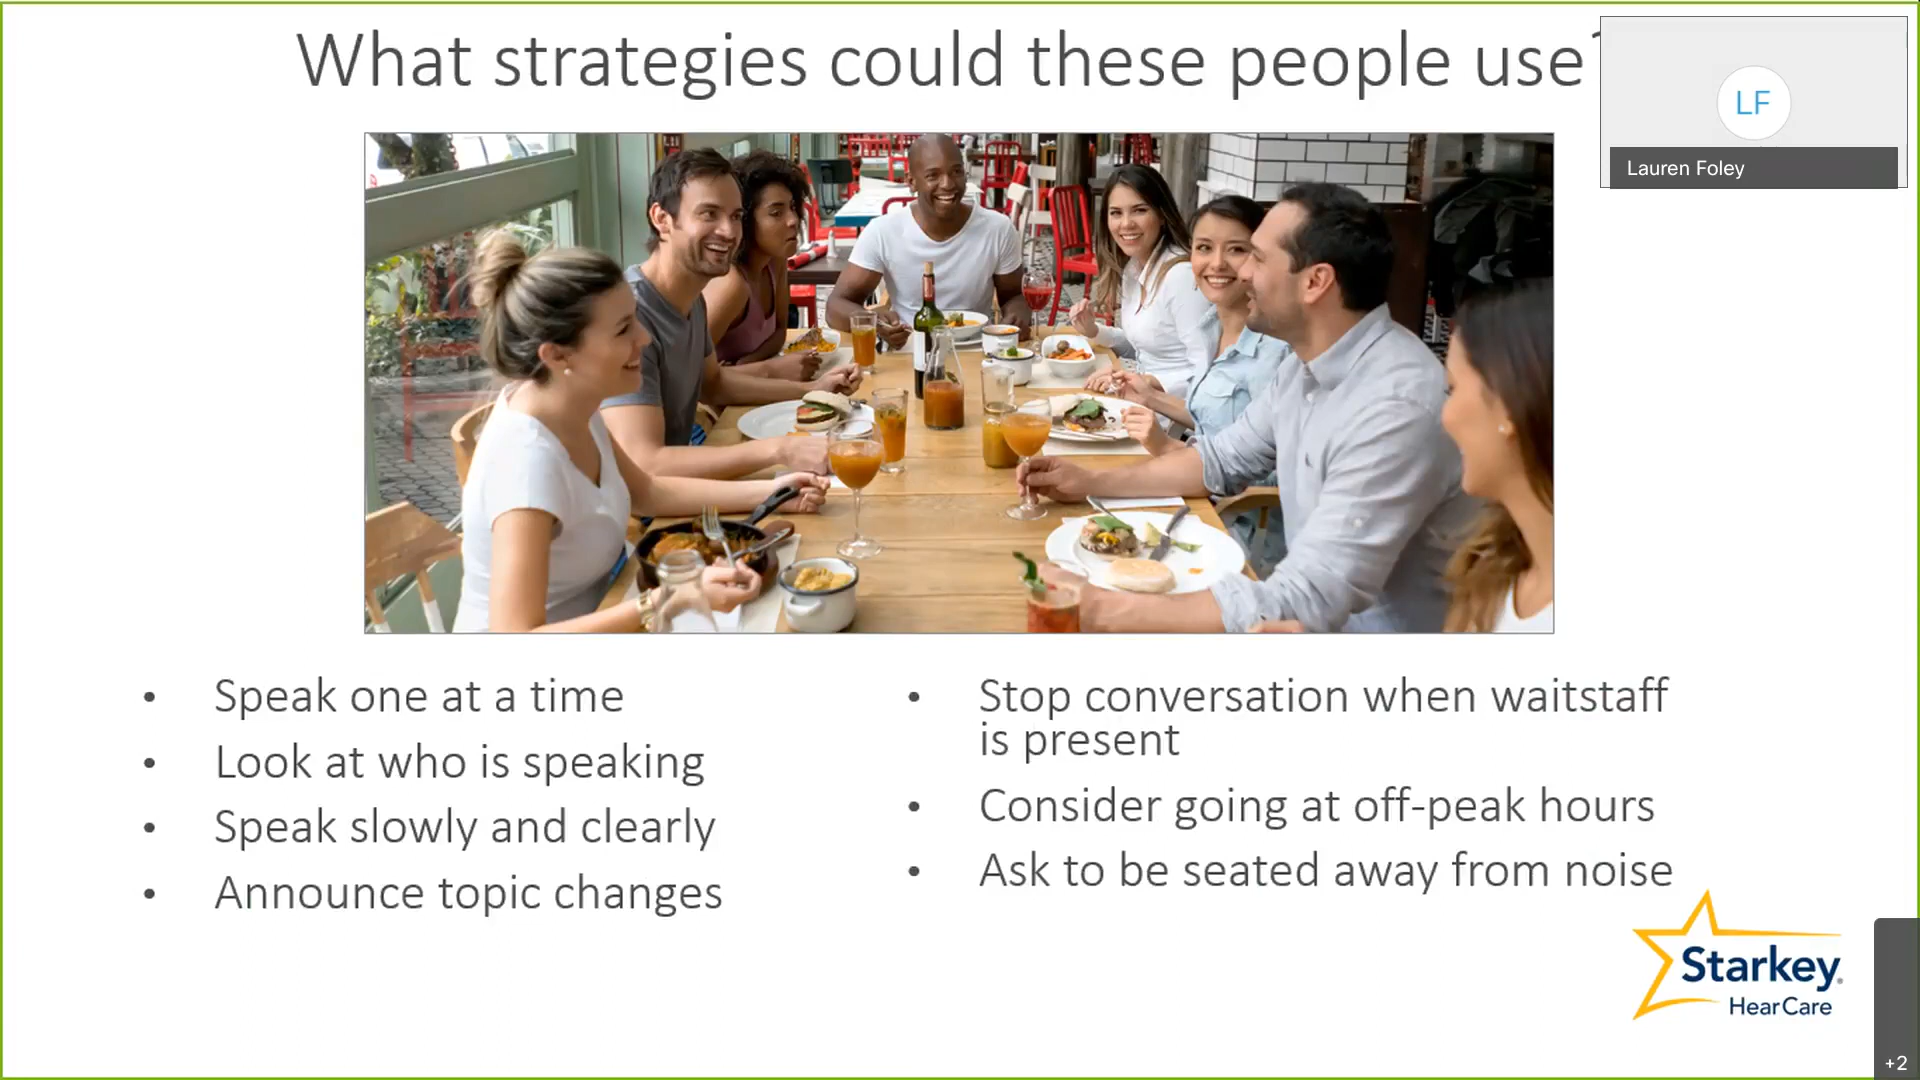 What strategies could these people use?
LF
Lauren Foley
• Speak one at a time
• Look at who is speaking
• Speak slowly and clearly
• Announce topic changes
• Stop conversation when waitstaff
is present
• Consider going at off-peak hours
• Ask to be seated away from noise
Starkey®
HearCare
+2